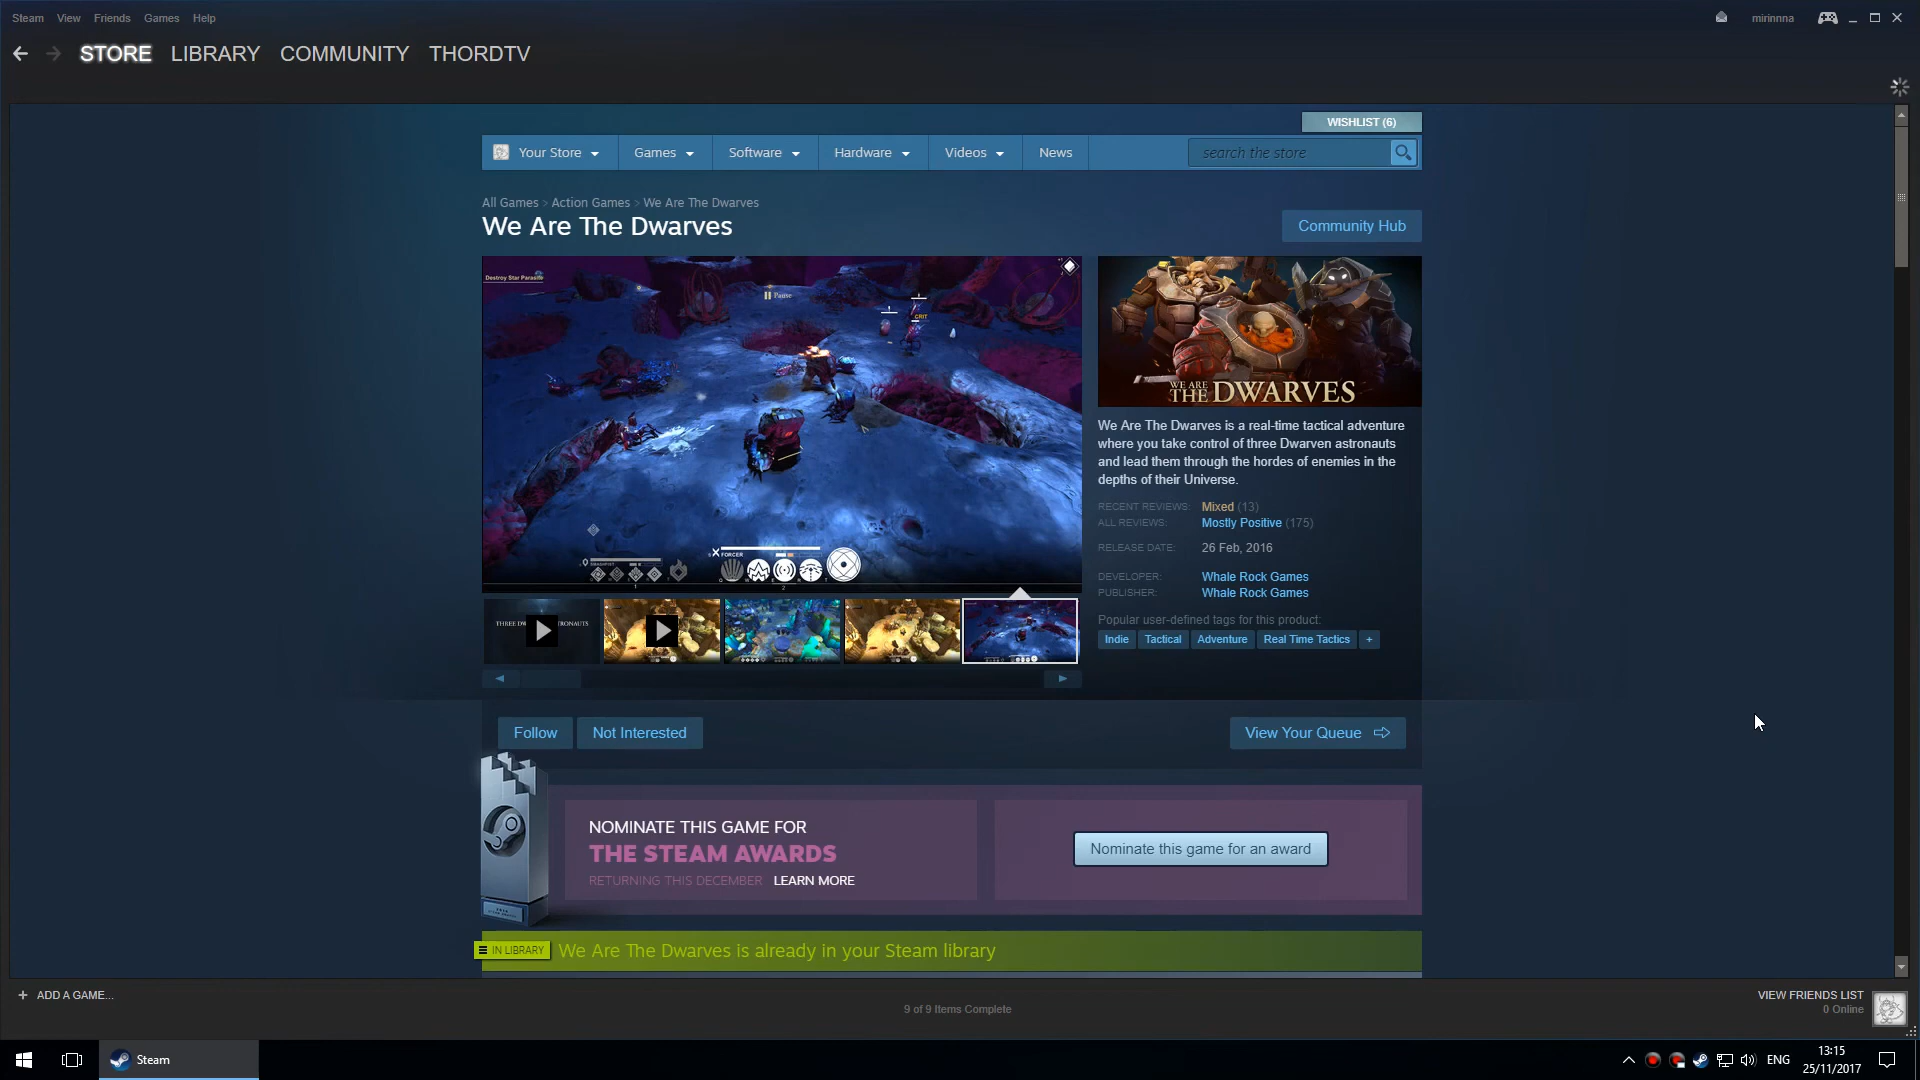 Steam View Friends Games Help
mirinnna
STORE LIBRARY COMMUNITY THORDTV
WISHLIST (6)
Your Store Games Software Hardware Videos News
search the store
All Games > Action Games > We Are The Dwarves
We Are The Dwarves
Community Hub
Destroy Star Parasite
Pause
CRIT
FORCER
WE ARE
THE DWARVES
We Are The Dwarves is a real-time tactical adventure
where you take control of three Dwarven astronauts
and lead them through the hordes of enemies in the
depths of their Universe.
RECENT REVIEWS: Mixed (13)
ALL REVIEWS: Mostly Positive (175)
RELEASE DATE: 26 Feb, 2016
DEVELOPER: Whale Rock Games
PUBLISHER: Whale Rock Games
Popular user-defined tags for this product:
Indie Tactical Adventure Real Time Tactics +
Follow Not Interested
View Your Queue
NOMINATE THIS GAME FOR
THE STEAM AWARDS
RETURNING THIS DECEMBER LEARN MORE
Nominate this game for an award
IN LIBRARY We Are The Dwarves is already in your Steam library
+ ADD A GAME...
9 of 9 Items Complete
VIEW FRIENDS LIST
0 Online
Steam
ENG
13:15
25/11/2017